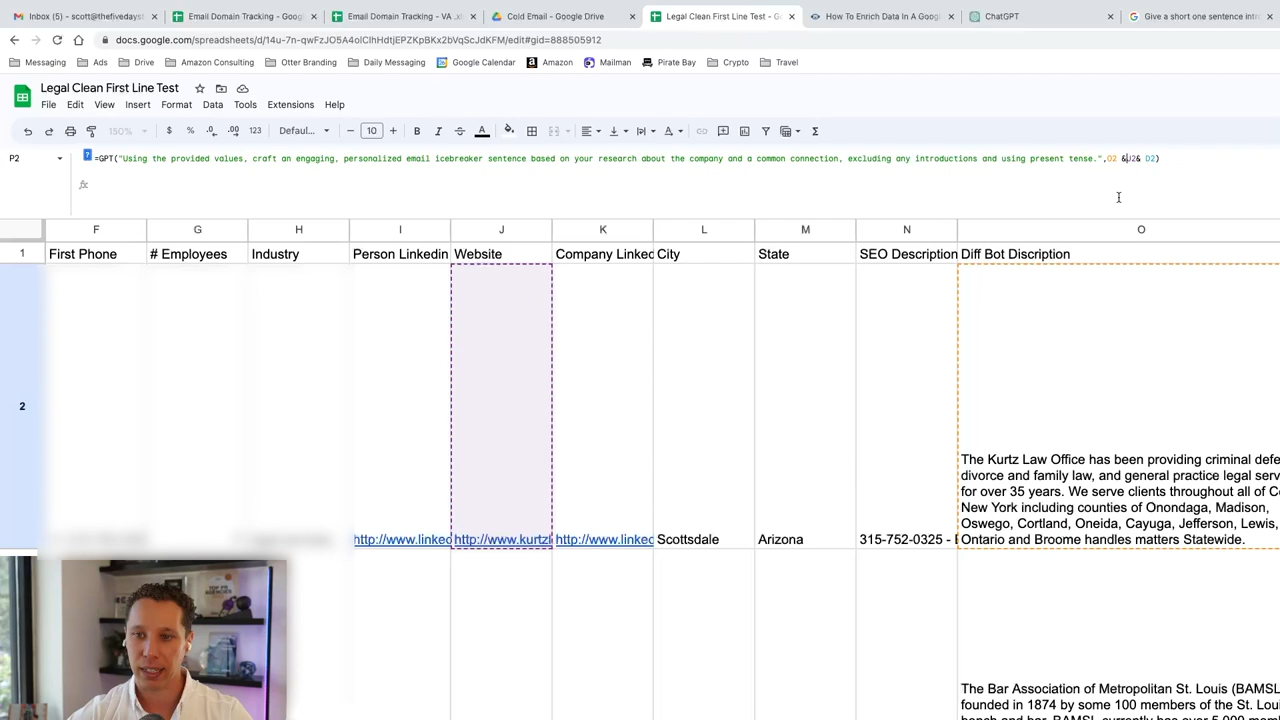 Inbox (5) - scott@thefivedayst
Email Domain Tracking - Goog
Email Domain Tracking - VA .xl
Cold Email - Google Drive
Legal Clean First Line Test - G
How To Enrich Data In A Goog
ChatGPT
Give a short one sentence intr
docs.google.com/spreadsheets/d/14u-7n-qwFzJO5A4olClhHdtjEPZKpBKx2bVqScJdKFM/edit#gid=888505912
Messaging Ads Drive Amazon Consulting Otter Branding Daily Messaging Google Calendar Amazon Mailman Pirate Bay Crypto Travel
Legal Clean First Line Test
File Edit View Insert Format Data Tools Extensions Help
150% $ % .0 .00 123 Defaul... 10 B I A
P2
=GPT("Using the provided values, craft an engaging, personalized email icebreaker sentence based on your research about the company and a common connection, excluding any introductions and using present tense.",O2 &J2& D2)
fx
F G H I J K L M N O
1 First Phone # Employees Industry Person Linkedin Website Company Linked City State SEO Description Diff Bot Discription
2
The Kurtz Law Office has been providing criminal defe
divorce and family law, and general practice legal serv
for over 35 years. We serve clients throughout all of C
New York including counties of Onondaga, Madison,
Oswego, Cortland, Oneida, Cayuga, Jefferson, Lewis,
http://www.linked http://www.kurtzl http://www.linked Scottsdale Arizona 315-752-0325 - Ontario and Broome handles matters Statewide.
The Bar Association of Metropolitan St. Louis (BAMSL
founded in 1874 by some 100 members of the St. Lou